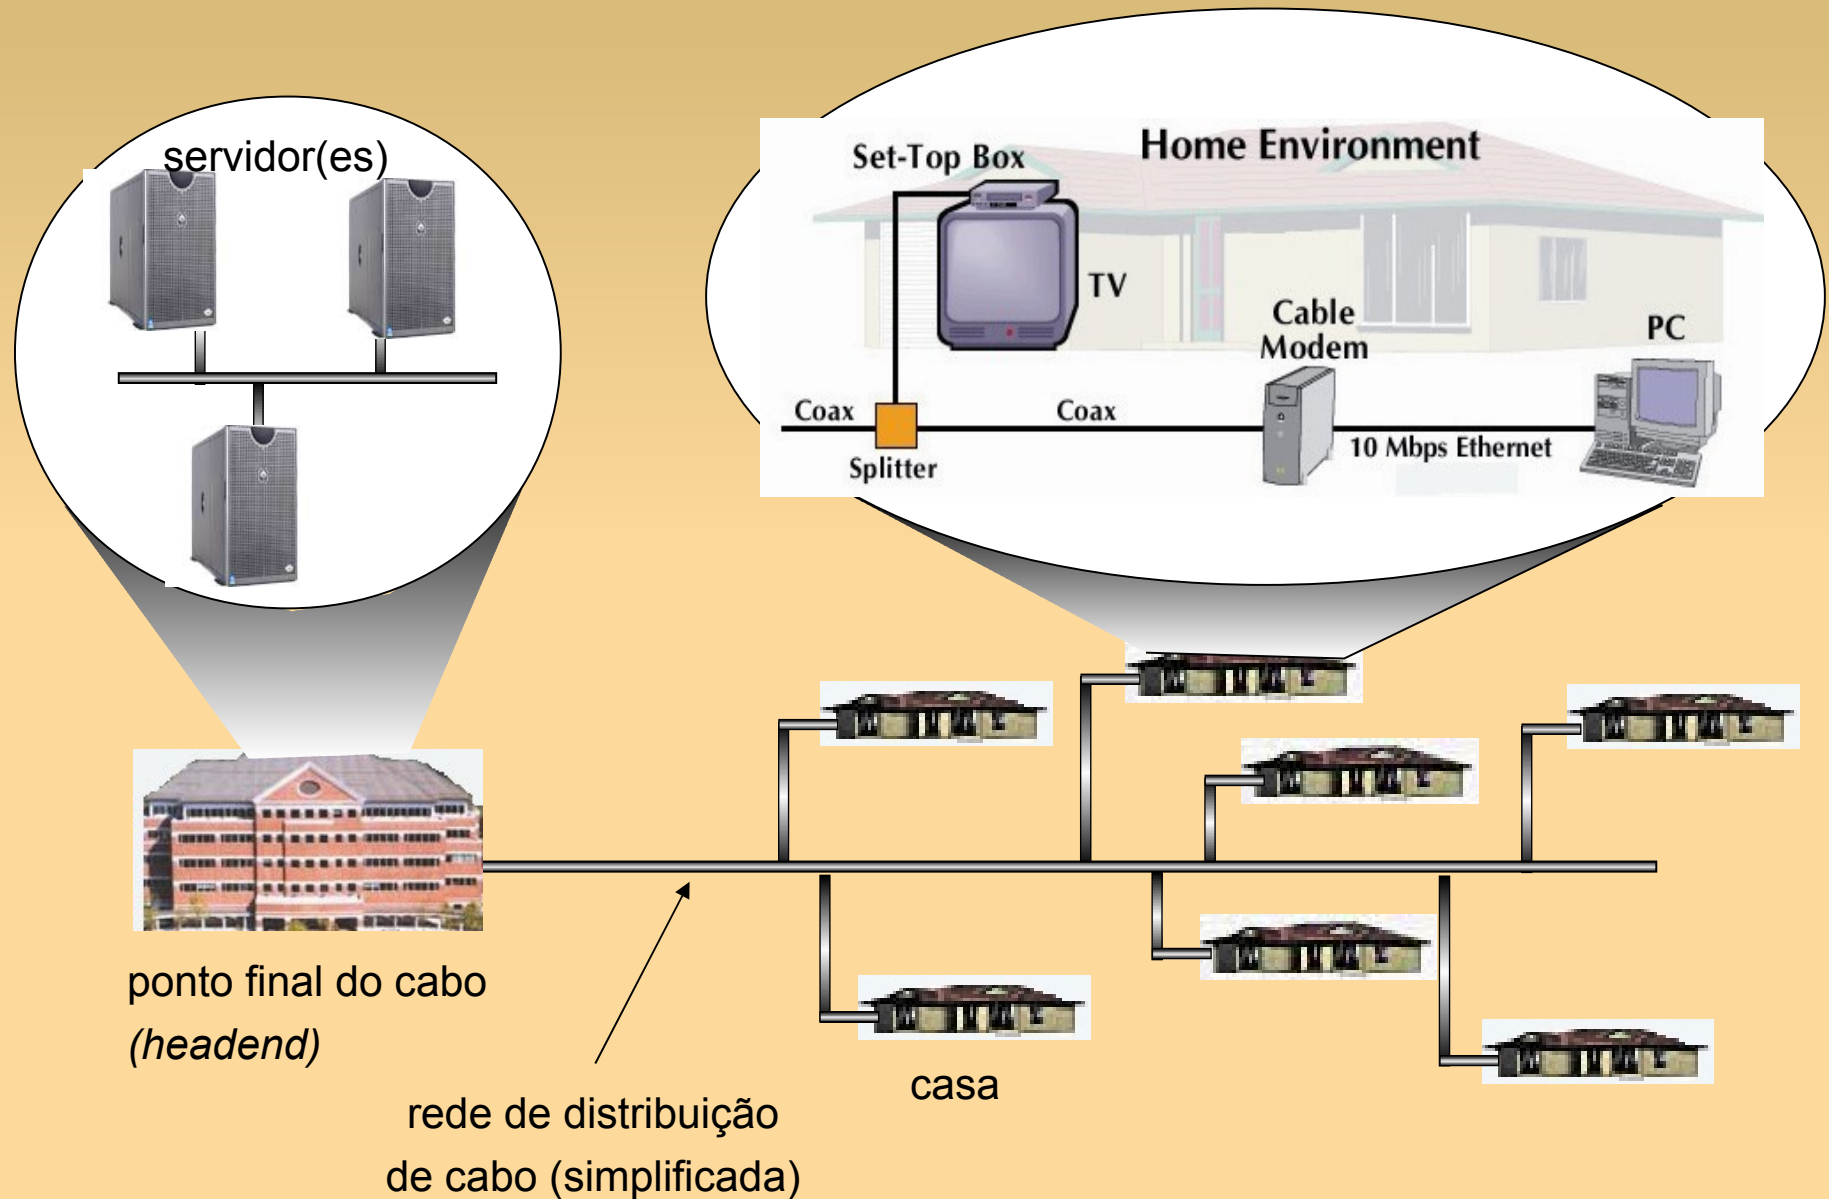 servidor(es)
Home Environment
Set-Top Box
TV
Cable
Modem
PC
Coax
Coax
10 Mbps Ethernet
Splitter
ponto final do cabo
(headend)
casa
rede de distribuição
de cabo (simplificada)